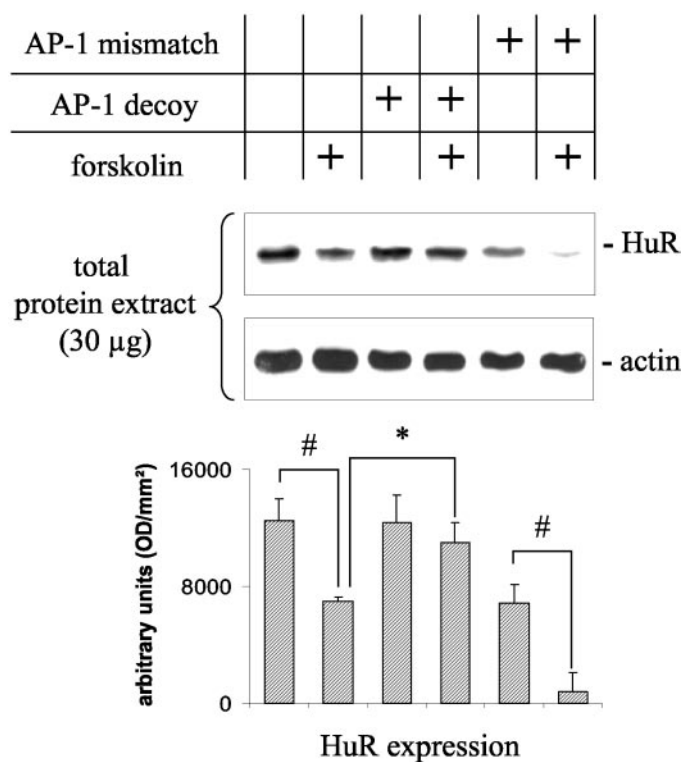 AP-1 mismatch + +
AP-1 decoy + +
forskolin + + +
total
protein extract
(30 µg)
- HuR
- actin
# * #
arbitrary units (OD/mm²)
16000
8000
0
HuR expression